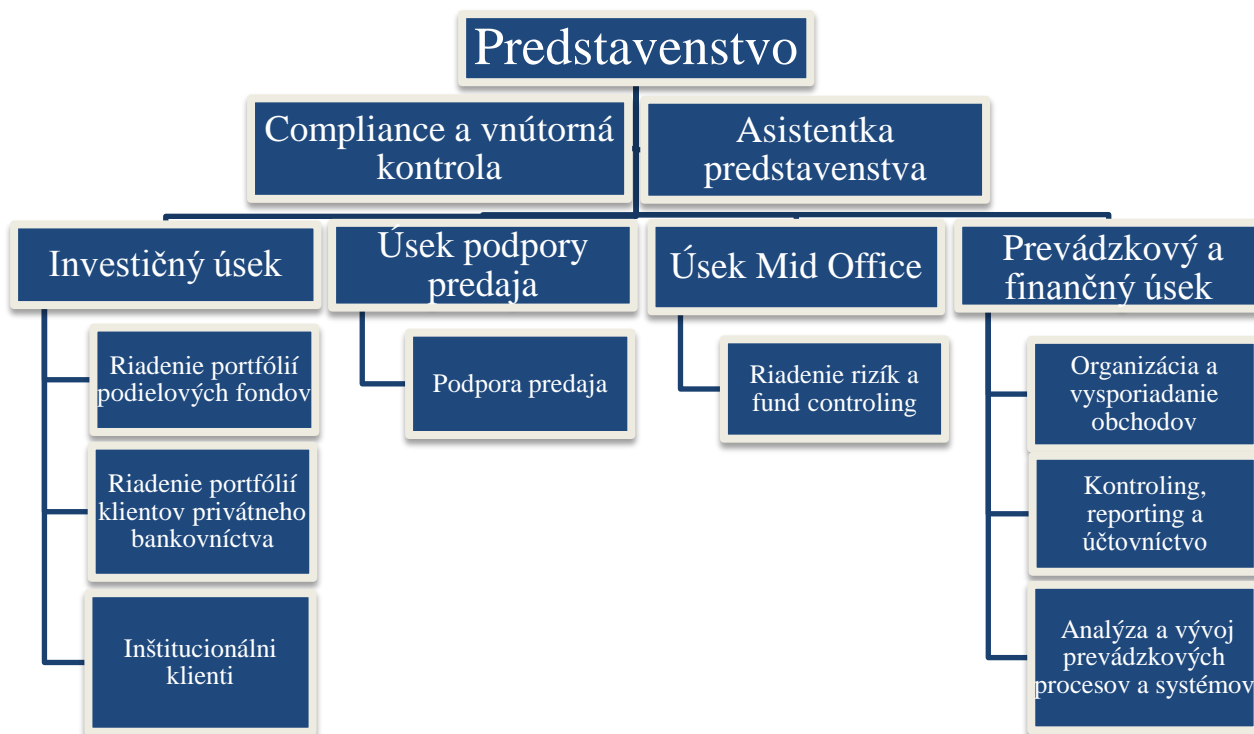 Predstavenstvo
Compliance a vnútorná
kontrola
Asistentka
predstavenstva
Investičný úsek
Riadenie portfólií
podielových fondov
Riadenie portfólií
klientov privátneho
bankovníctva
Inštitucionálni
klienti
Úsek podpory
predaja
Podpora predaja
Úsek Mid Office
Riadenie rizík a
fund controling
Prevádzkový a
finančný úsek
Organizácia a
vysporiadanie
obchodov
Kontroling,
reporting a
účtovníctvo
Analýza a vývoj
prevádzkových
procesov a systémov